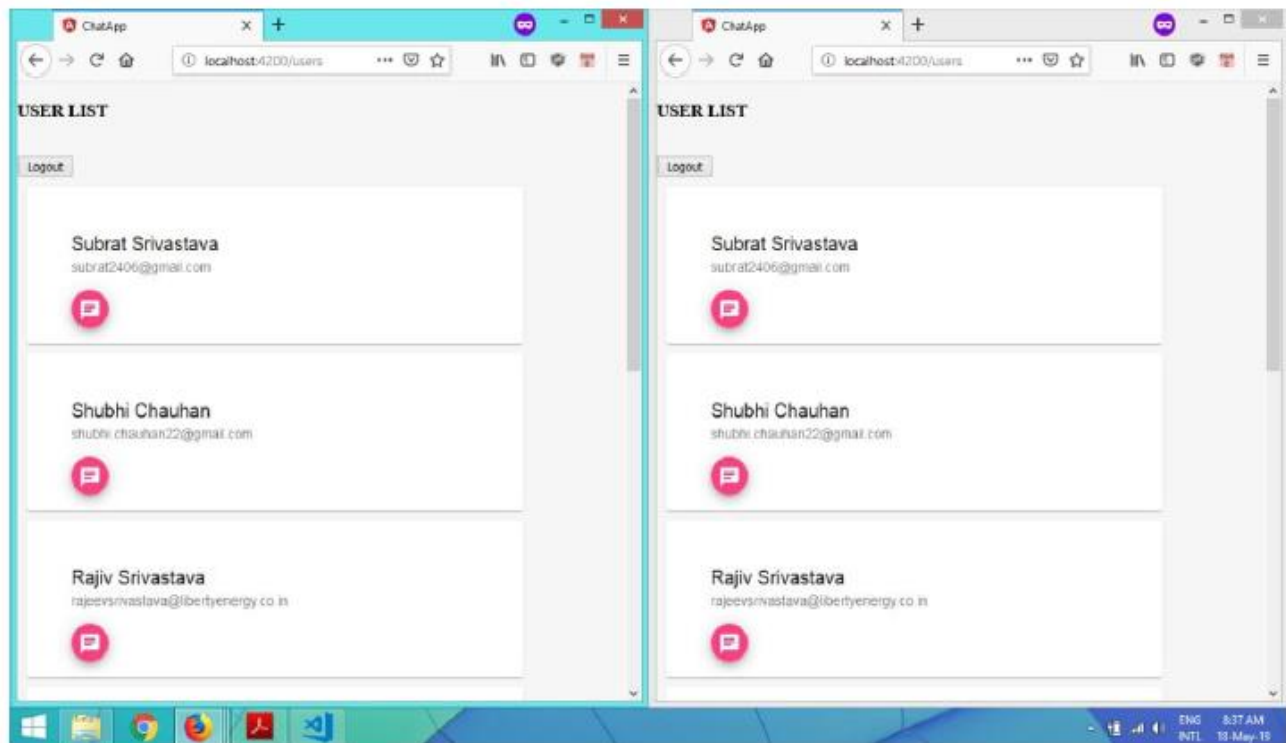 ChatApp
localhost:4200/users
USER LIST
Logout
Subrat Srivastava
subrat2406@gmail.com
Shubhi Chauhan
shubhi.chauhan22@gmail.com
Rajiv Srivastava
rajeevsrivastava@libertyenergy.co.in
ChatApp
localhost:4200/users
USER LIST
Logout
Subrat Srivastava
subrat2406@gmail.com
Shubhi Chauhan
shubhi.chauhan22@gmail.com
Rajiv Srivastava
rajeevsrivastava@libertyenergy.co.in
ENG 8:37 AM
INTL 18-May-19